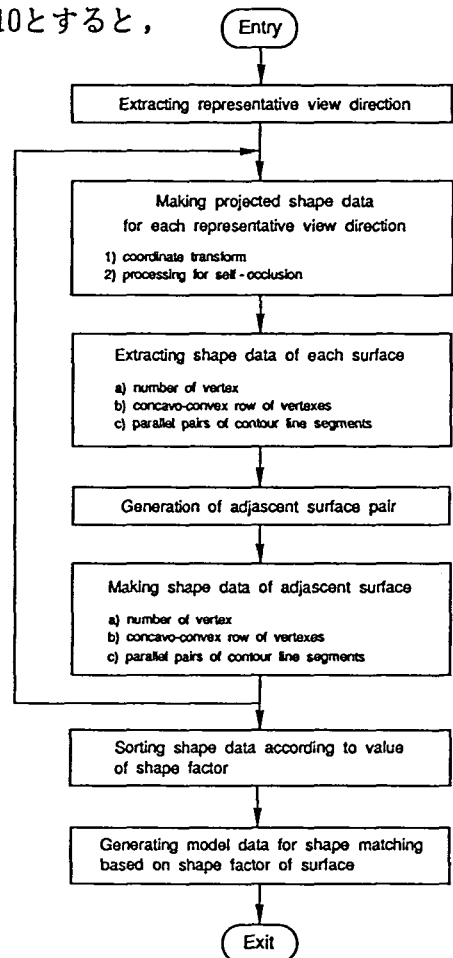 10とすると，
Entry
Extracting representative view direction
Making projected shape data
for each representative view direction
1) coordinate transform
2) processing for self-occlusion
Extracting shape data of each surface
a) number of vertex
b) concavo-convex row of vertexes
c) parallel pairs of contour line segments
Generation of adjascent surface pair
Making shape data of adjascent surface
a) number of vertex
b) concavo-convex row of vertexes
c) parallel pairs of contour line segments
Sorting shape data according to value
of shape factor
Generating model data for shape matching
based on shape factor of surface
Exit